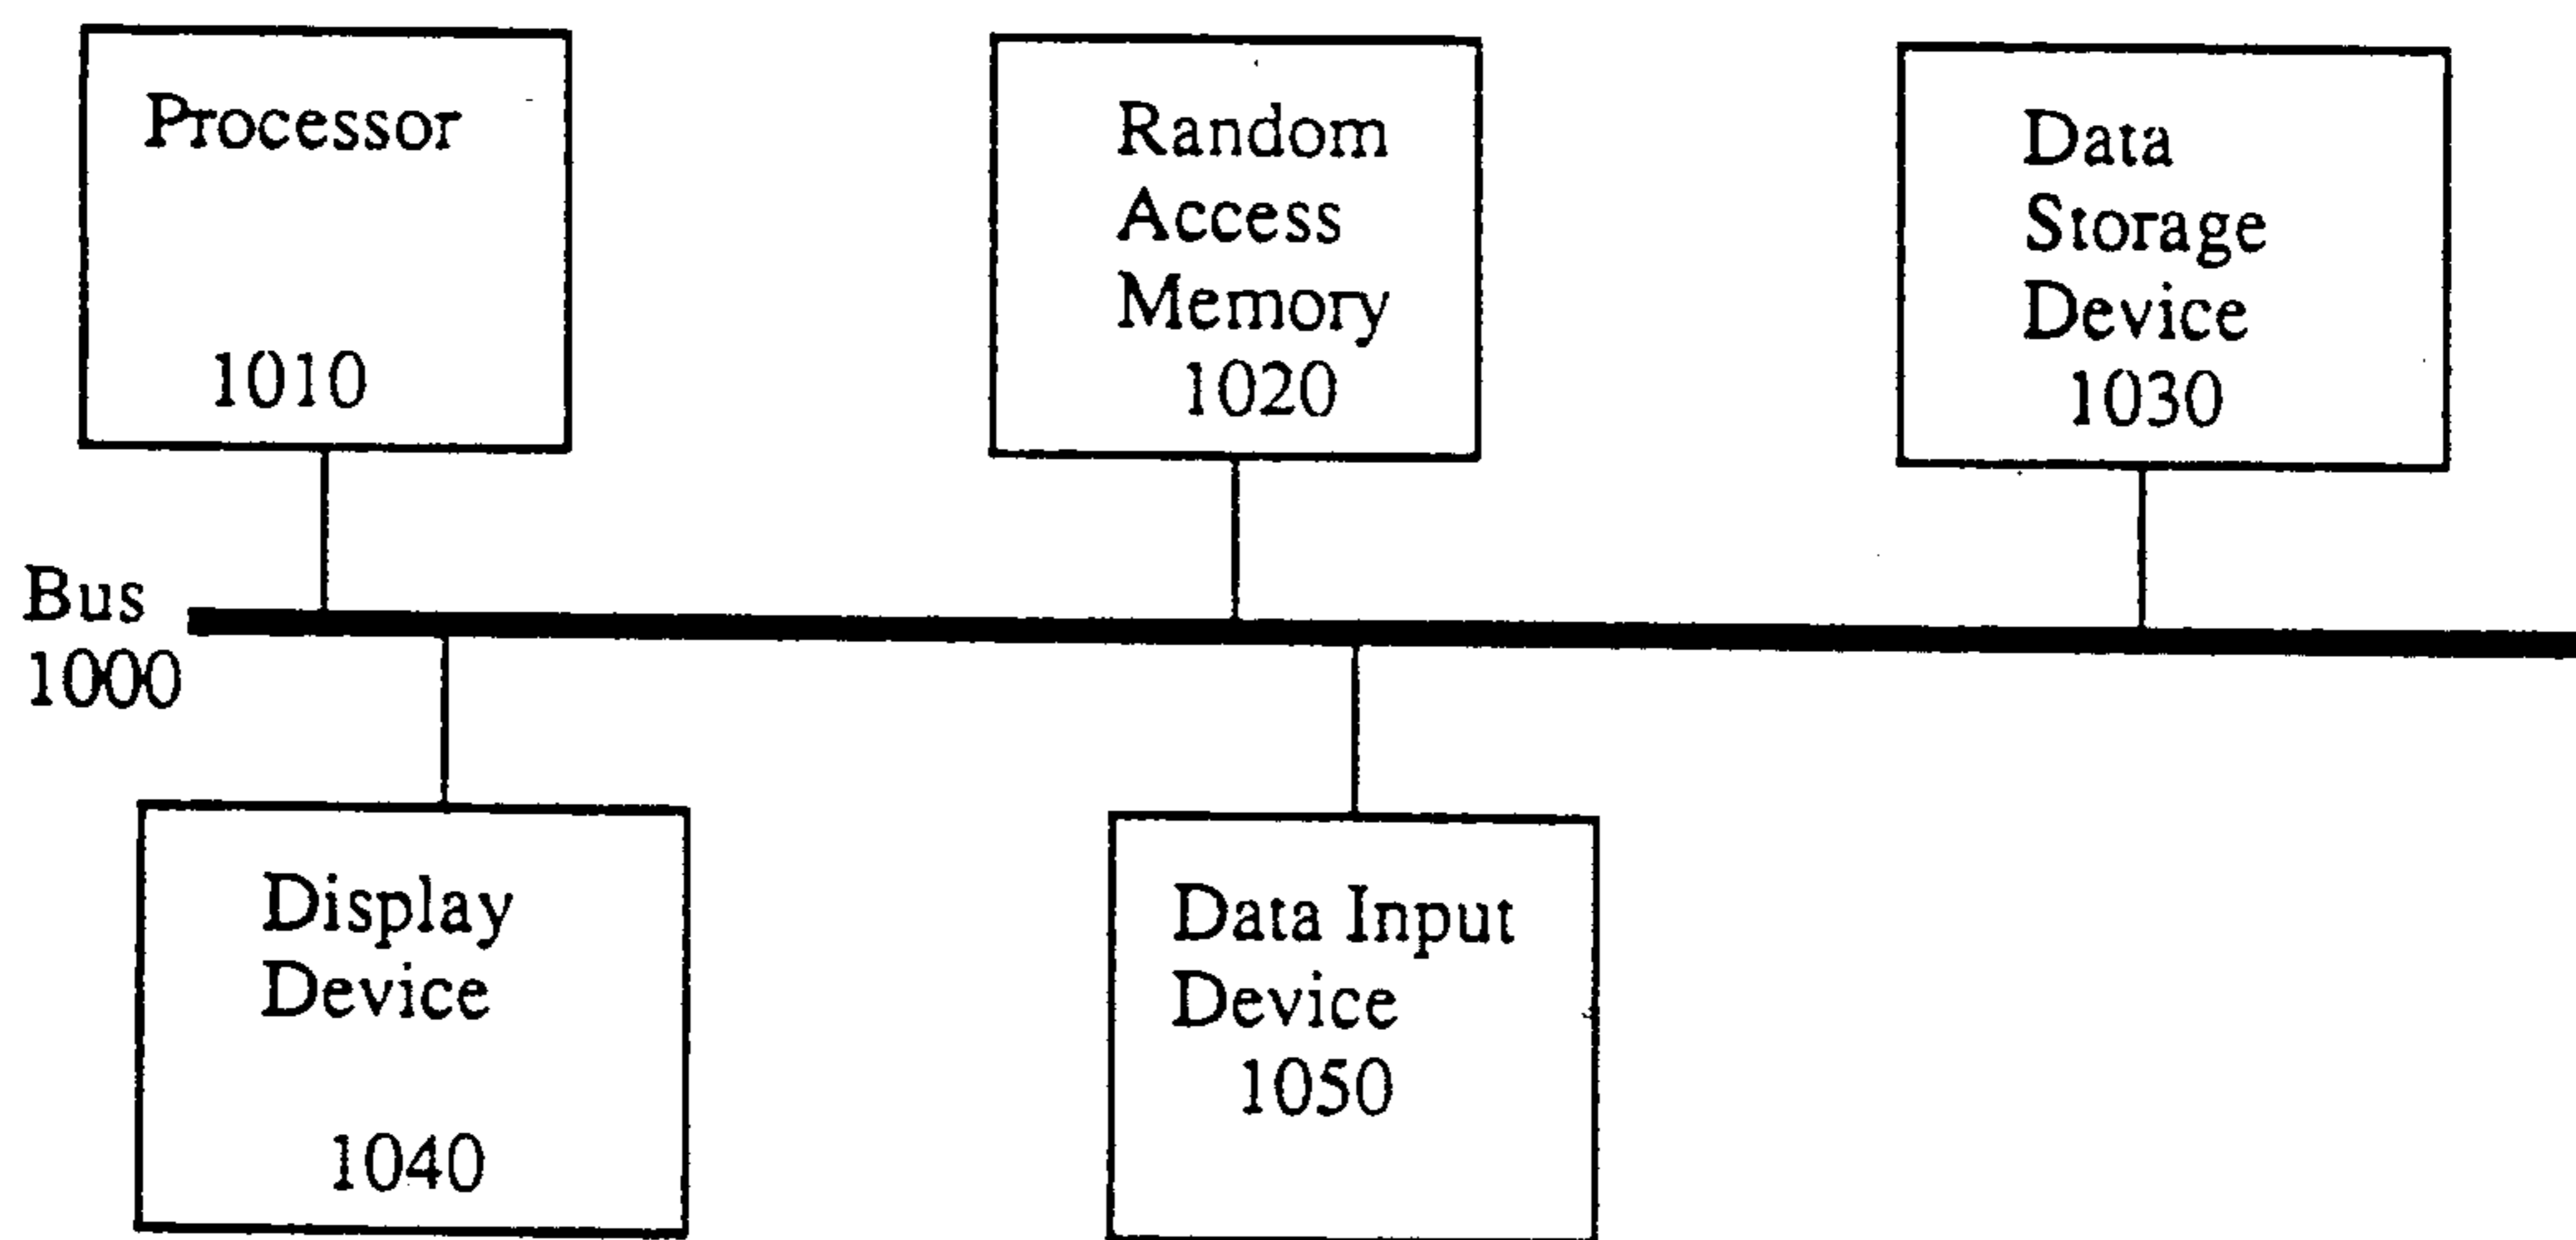 Processor
1010
Random
Access
Memory
1020
Data
Storage
Device
1030
Bus
1000
Display
Device
1040
Data Input
Device
1050